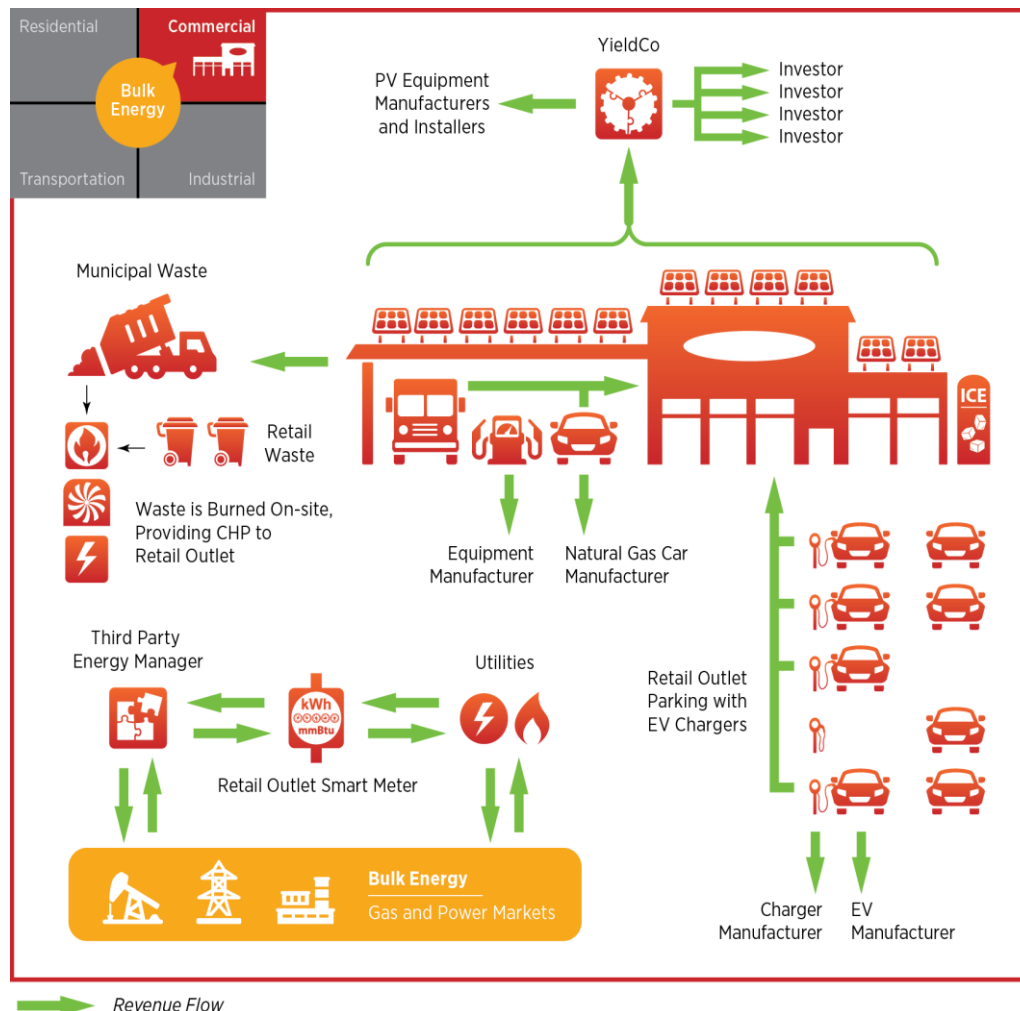 Residential
Commercial
Bulk
Energy
Transportation
Industrial
YieldCo
PV Equipment
Manufacturers
and Installers
Investor
Investor
Investor
Investor
Municipal Waste
Retail
Waste
Waste is Burned On-site,
Providing CHP to
Retail Outlet
ICE
Equipment
Manufacturer
Natural Gas Car
Manufacturer
Third Party
Energy Manager
Utilities
kWh
mmBtu
Retail Outlet Smart Meter
Retail Outlet
Parking with
EV Chargers
Bulk Energy
Gas and Power Markets
Charger
Manufacturer
EV
Manufacturer
Revenue Flow